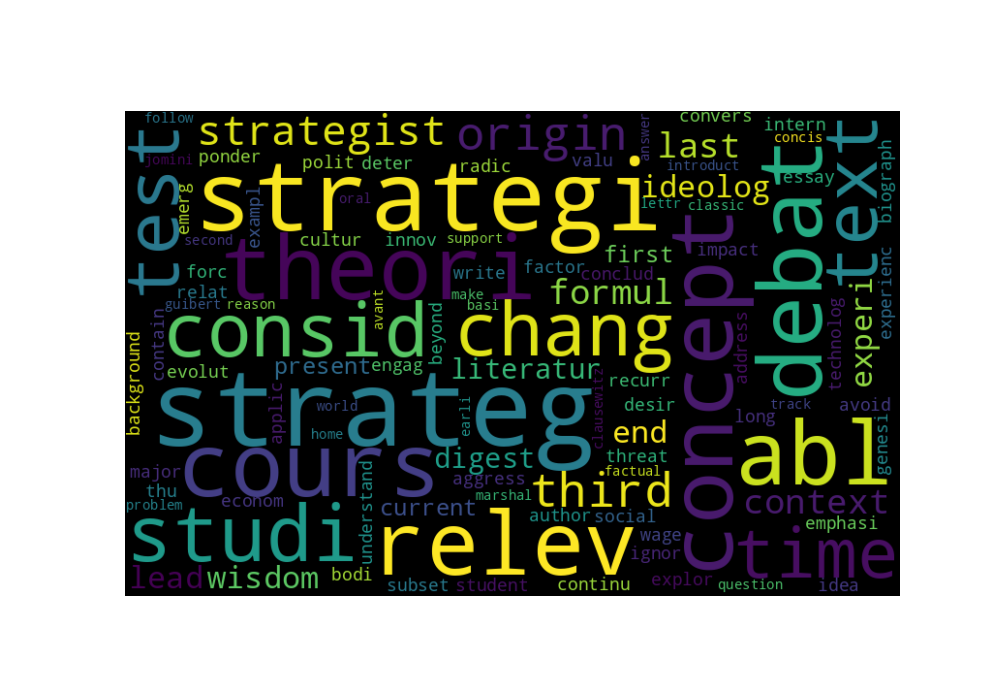 follow
strategist
origin
convers
intern
concis
answer
last
text
test
jomini
ponder
polit
deter
radic
valu
introduct
debat
essay
biograph
strategi
ideolog
lettr
classic
emerg
exampl
oral
second
cultur
innov
support
first
concept
impact
theori
forc
write
factor
conclud
relat
guibert
reason
avant
make
basi
formul
address
technolog
experi
experienc
contain
consid
beyond
chang
background
evolut
present
engag
literatur
recurr
strateg
applic
world
home
earli
clausewitz
desir
long
track
avoid
genesi
end
abl
cours
digest
threat
factual
major
thu
econom
understand
aggress
marshal
third
context
problem
studi
current
author
social
emphasi
relev
wage
ignor
time
lead
wisdom
bodi
subset
student
continu
explor
question
idea